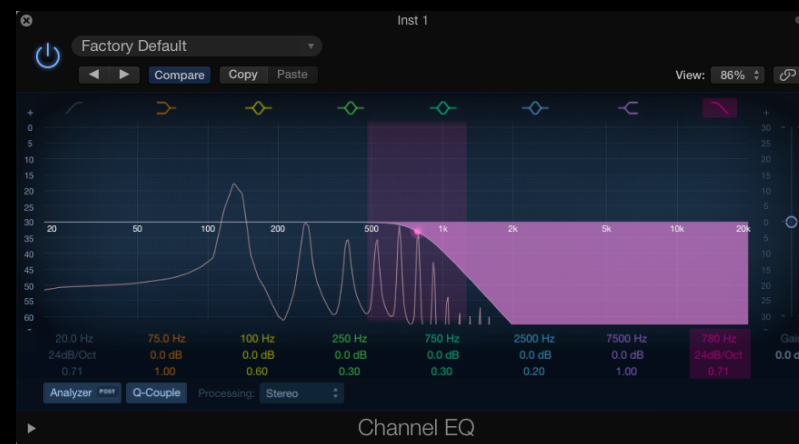 Inst 1
Factory Default
Compare Copy Paste View: 86%
+ +
0 30
5 25
10 20
15 15
20 10
25 5
30 20 50 100 200 500 1k 2k 5k 10k 20k 0
35 5
40 10
45 15
50 20
55 25
60 30
- -
20.0 Hz 75.0 Hz 100 Hz 250 Hz 750 Hz 2500 Hz 7500 Hz 780 Hz Gai
24dB/Oct 0.0 dB 0.0 dB 0.0 dB 0.0 dB 0.0 dB 0.0 dB 24dB/Oct 0.0 d
0.71 1.00 0.60 0.30 0.30 0.20 1.00 0.71
Analyzer POST Q-Couple Processing: Stereo
Channel EQ